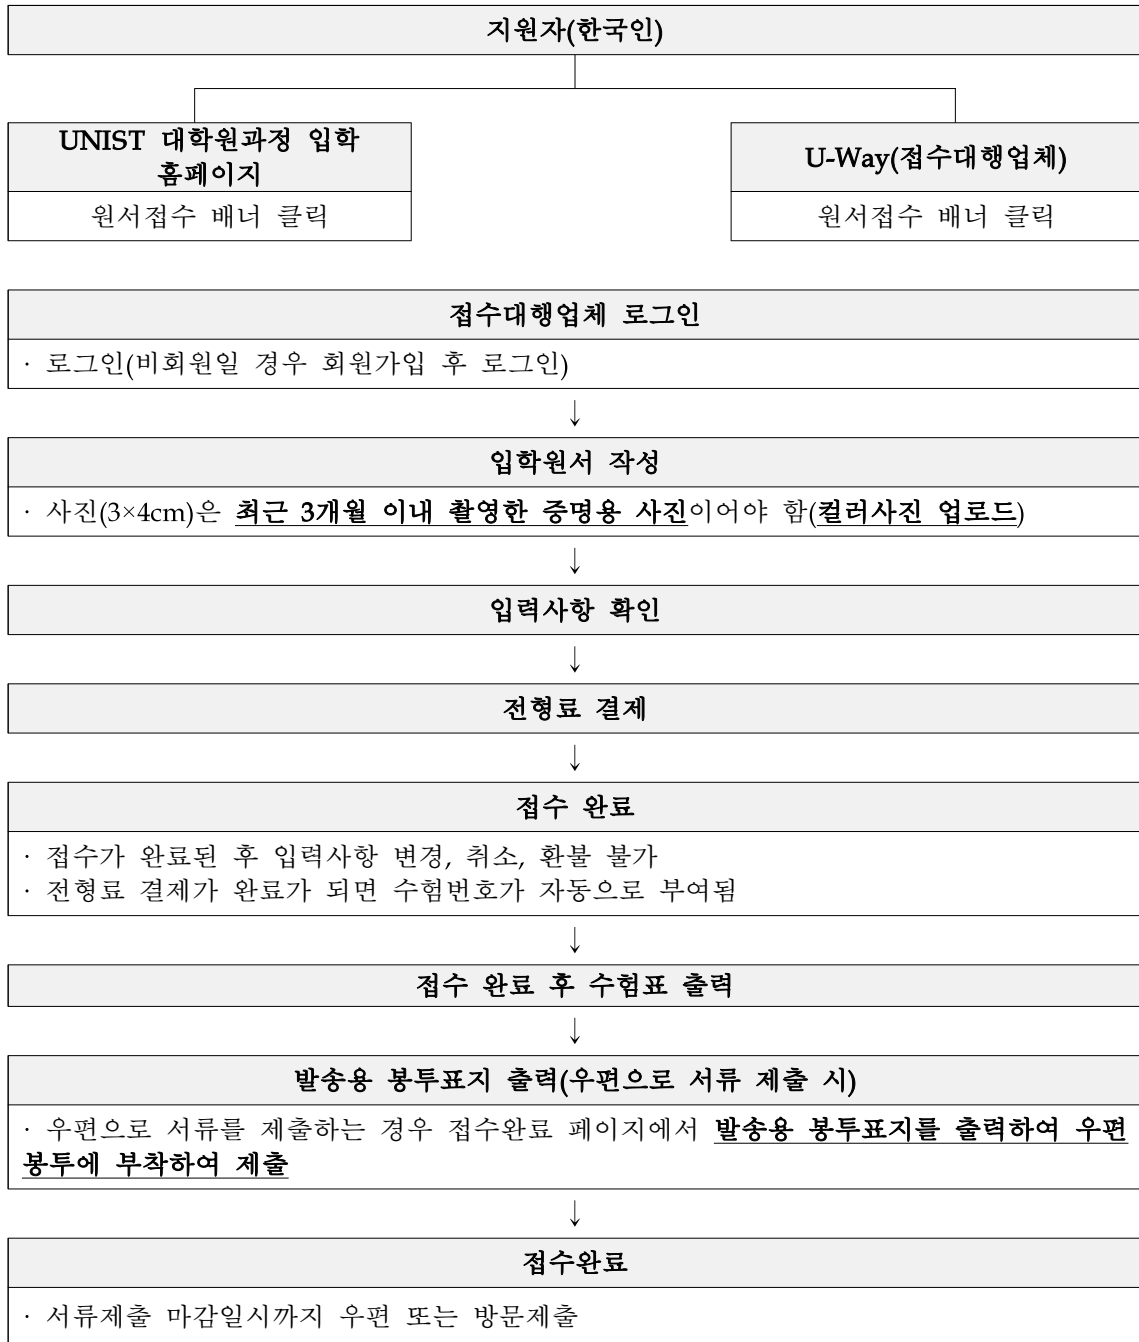 지원자(한국인)
UNIST 대학원과정 입학
홈페이지
원서접수 배너 클릭
U-Way(접수대행업체)
원서접수 배너 클릭
접수대행업체 로그인
· 로그인(비회원일 경우 회원가입 후 로그인)
↓
입학원서 작성
· 사진(3×4cm)은 최근 3개월 이내 촬영한 증명용 사진이어야 함(컬러사진 업로드)
↓
입력사항 확인
↓
전형료 결제
↓
접수 완료
· 접수가 완료된 후 입력사항 변경, 취소, 환불 불가
· 전형료 결제가 완료가 되면 수험번호가 자동으로 부여됨
↓
접수 완료 후 수험표 출력
↓
발송용 봉투표지 출력(우편으로 서류 제출 시)
· 우편으로 서류를 제출하는 경우 접수완료 페이지에서 발송용 봉투표지를 출력하여 우편
봉투에 부착하여 제출
↓
접수완료
· 서류제출 마감일시까지 우편 또는 방문제출